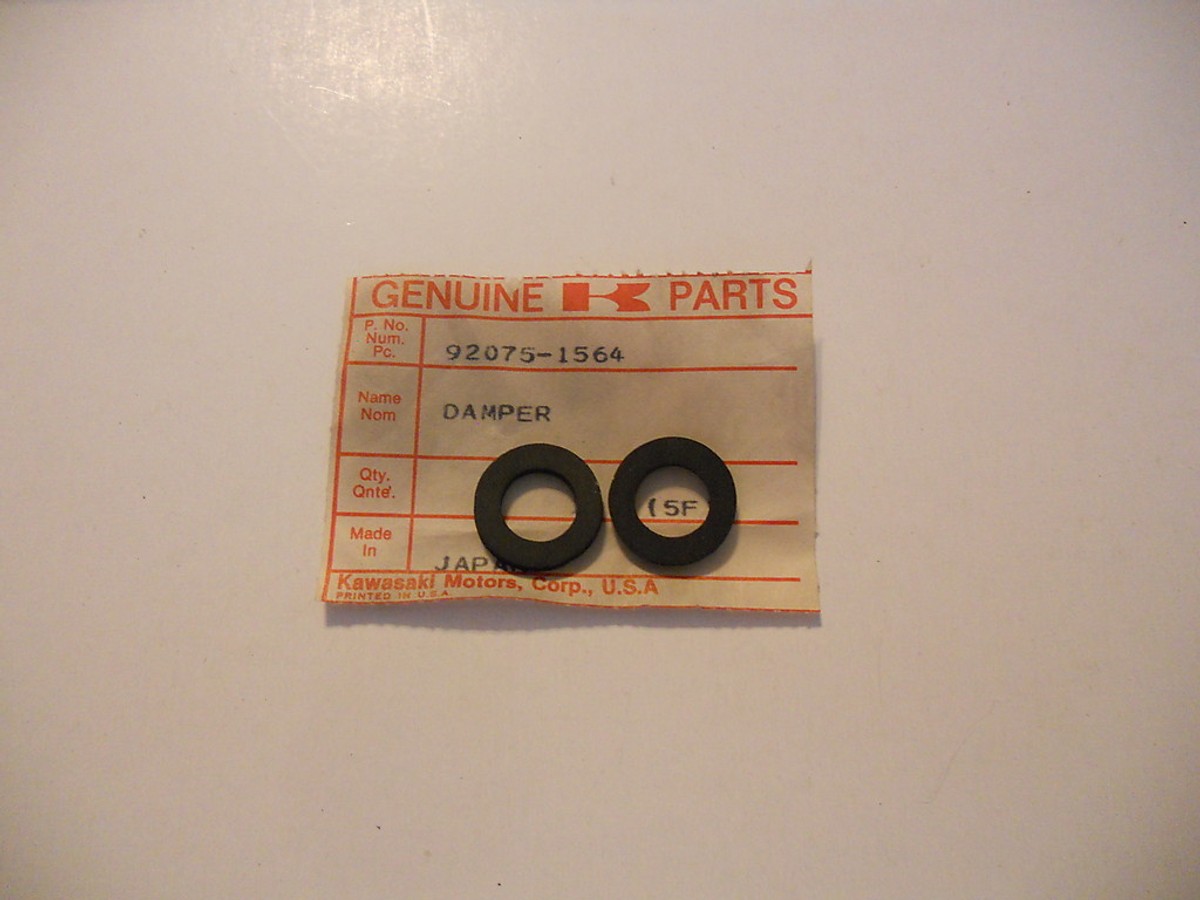 GENUINE PARTS
P. No.
Num.
Pc.
92075-1564
Name
Nom
DAMPER
Qty.
Qnte'.
(5F
Made
In
Kawasaki Motors, Corp., U.S.A
PRINTED IN U.S.A